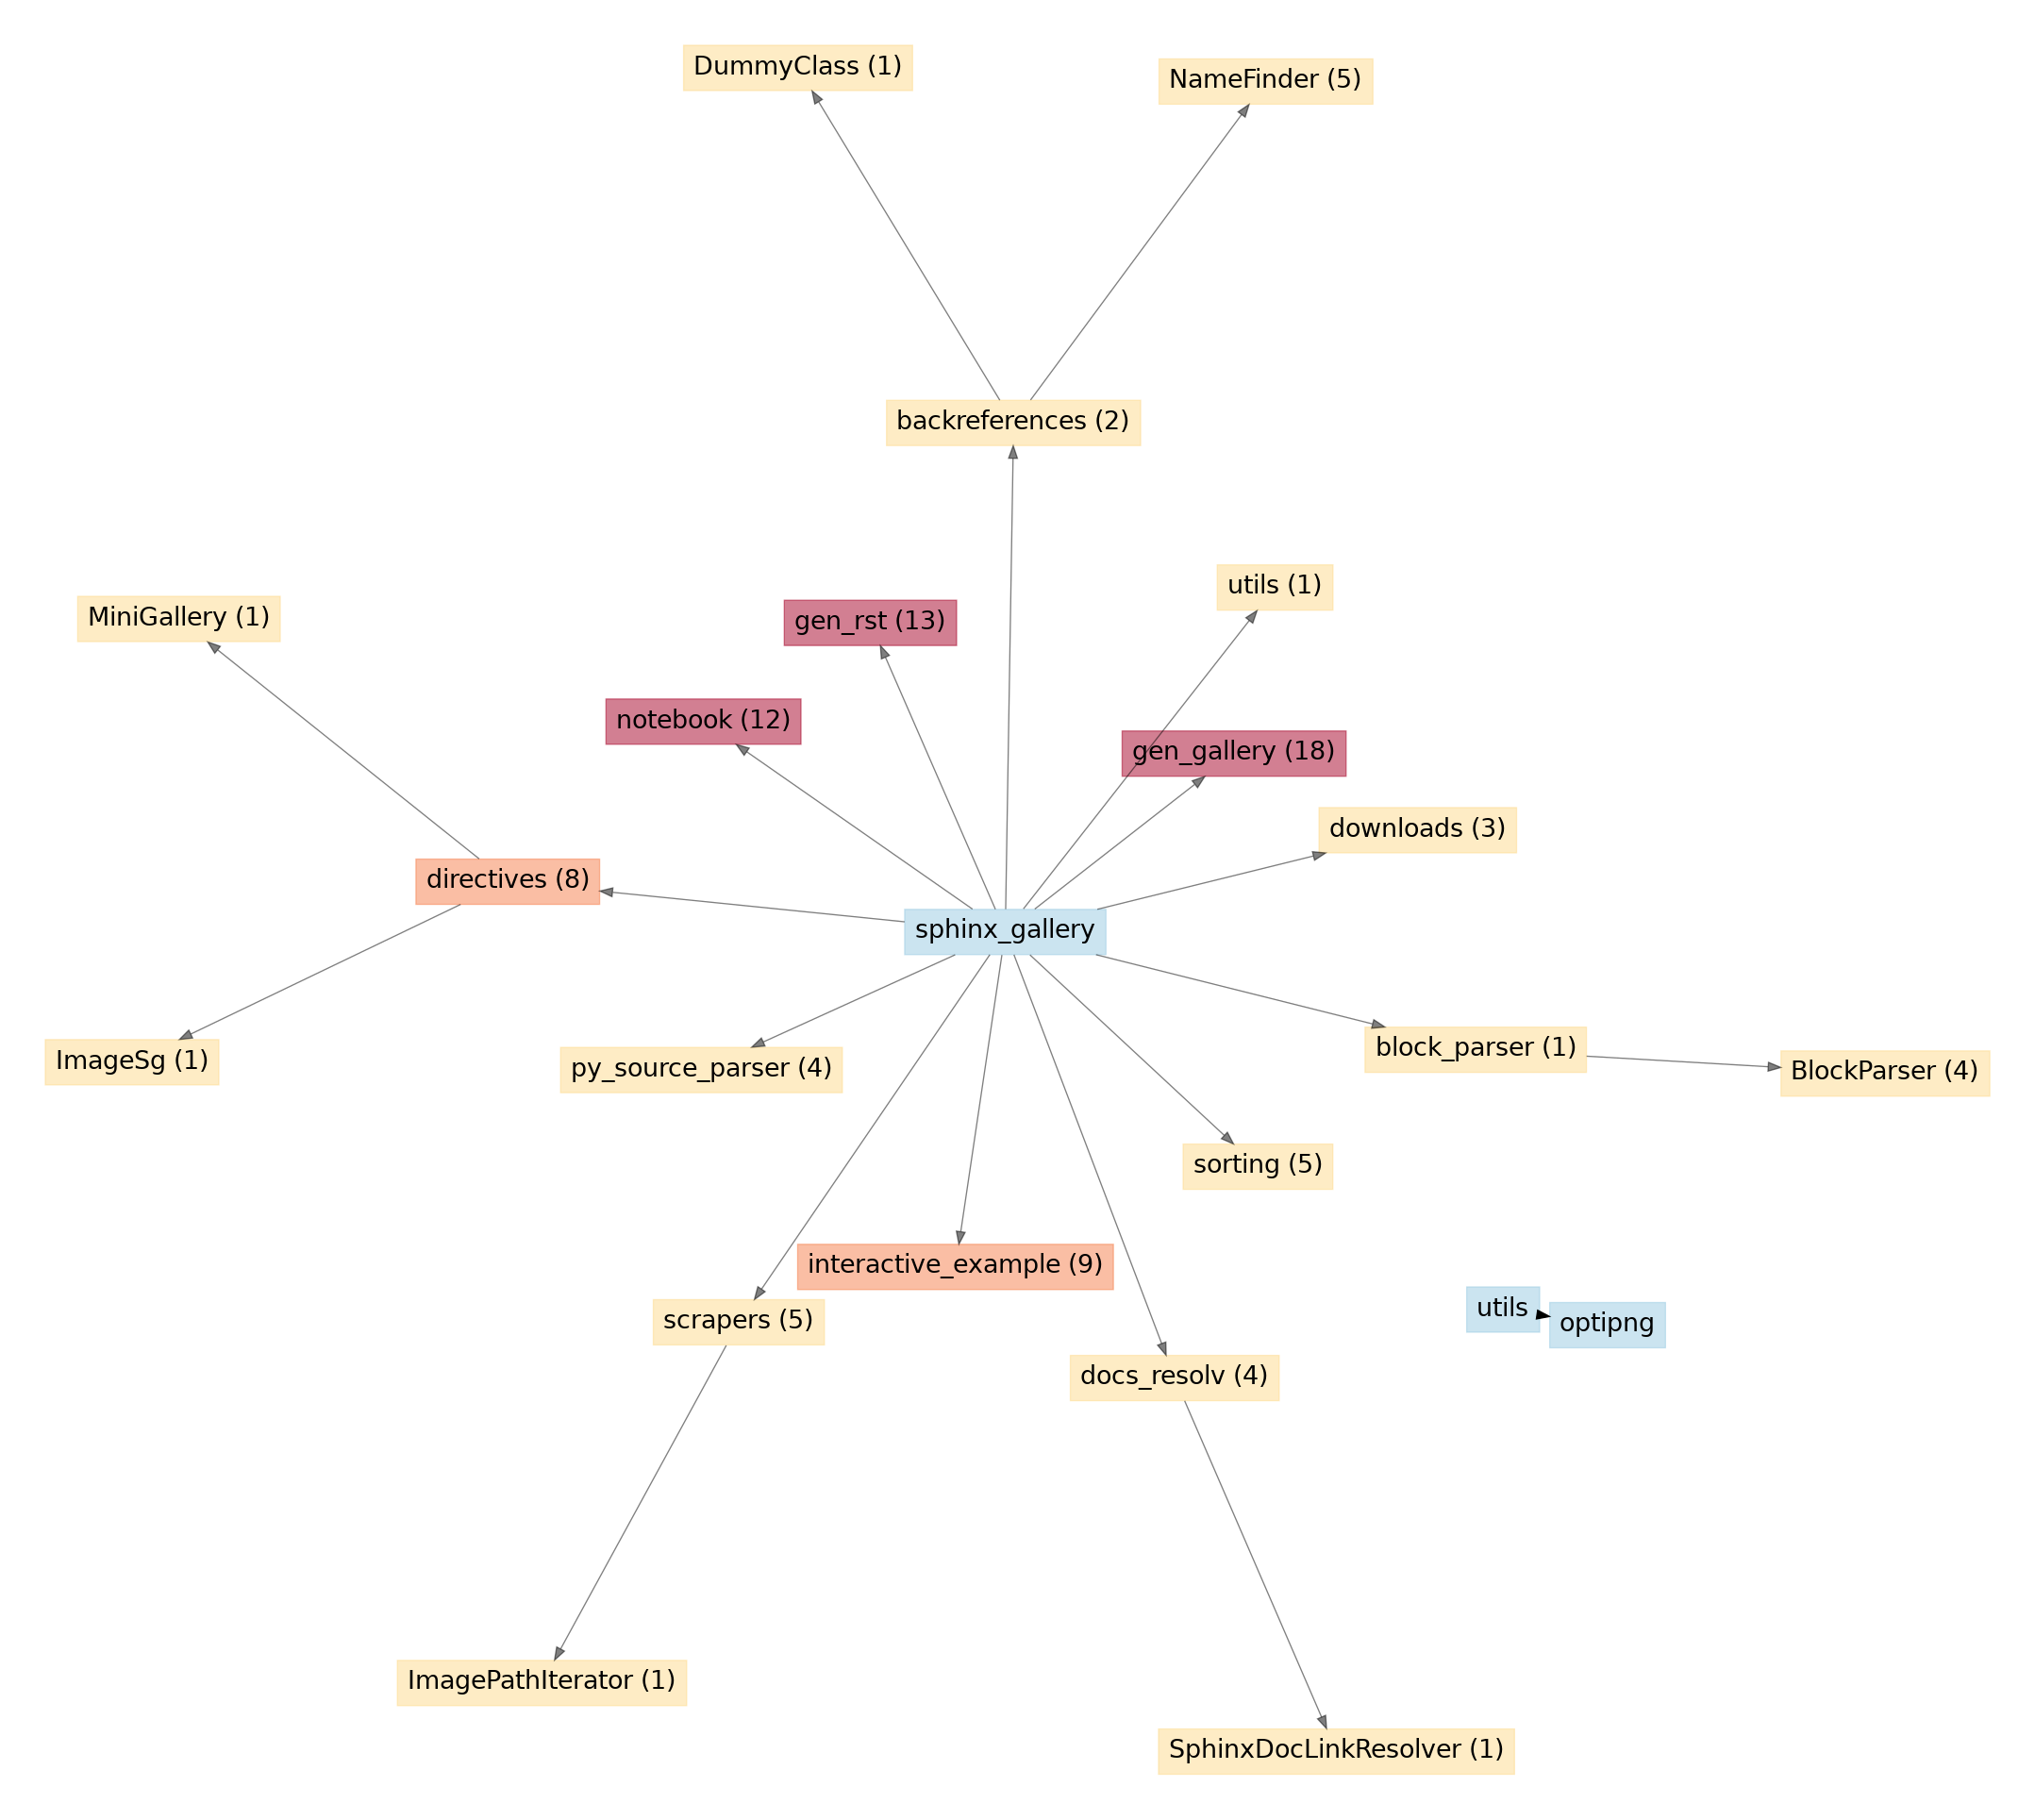 DummyClass (1)
NameFinder (5)
backreferences (2)
utils (1)
MiniGallery (1)
gen_rst (13)
notebook (12)
gen_gallery (18)
downloads (3)
directives (8)
sphinx_gallery
block_parser (1)
ImageSg (1)
py_source_parser (4)
BlockParser (4)
sorting (5)
interactive_example (9)
utils
scrapers (5)
optipng
docs_resolv (4)
ImagePathIterator (1)
SphinxDocLinkResolver (1)